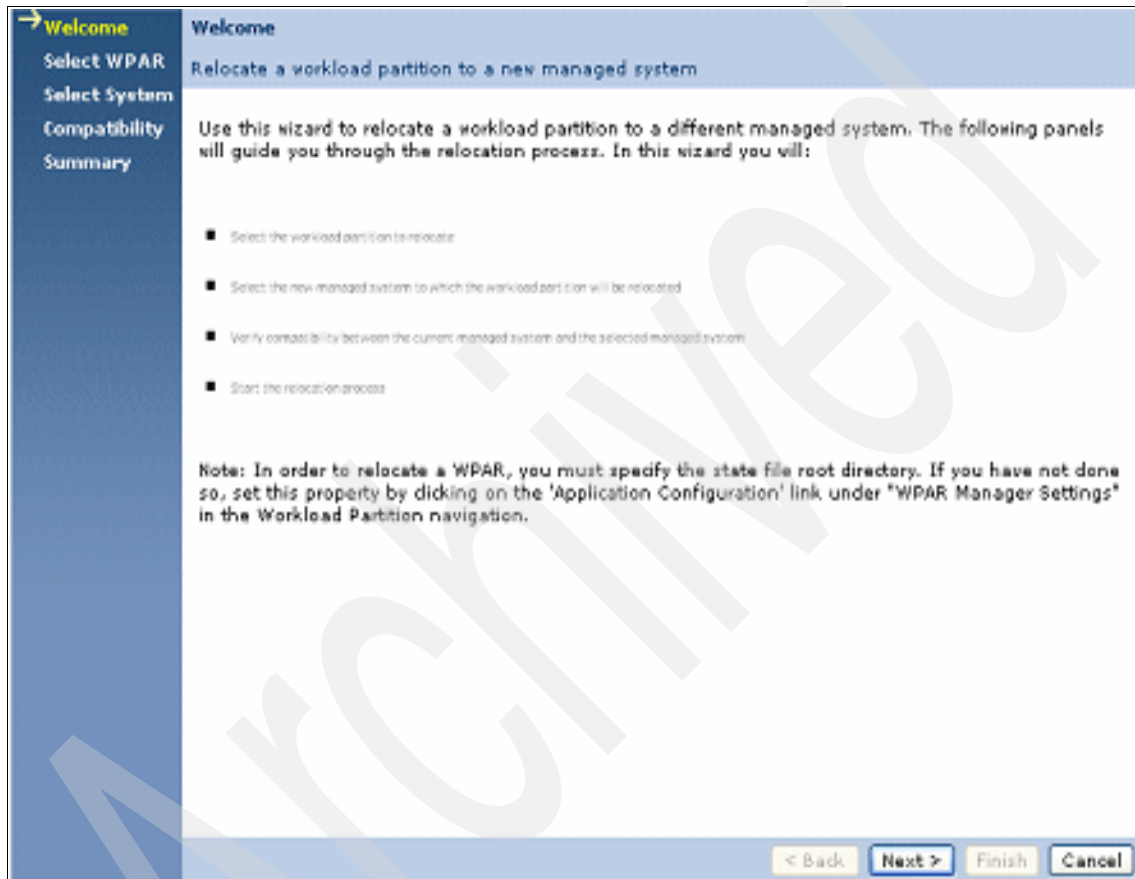 Welcome
Select WPAR
Select System
Compatibility
Summary
Welcome
Relocate a workload partition to a new managed system
Use this wizard to relocate a workload partition to a different managed system. The following panels
will guide you through the relocation process. In this wizard you will:
Select the workload partition to relocate
Select the new managed system to which the workload partition will be relocated
Verify compatibility between the current managed system and the selected managed system
Start the relocation process
Note: In order to relocate a WPAR, you must specify the state file root directory. If you have not done
so, set this property by clicking on the 'Application Configuration' link under "WPAR Manager Settings"
in the Workload Partition navigation.
< Back
Next >
Finish
Cancel
Archived